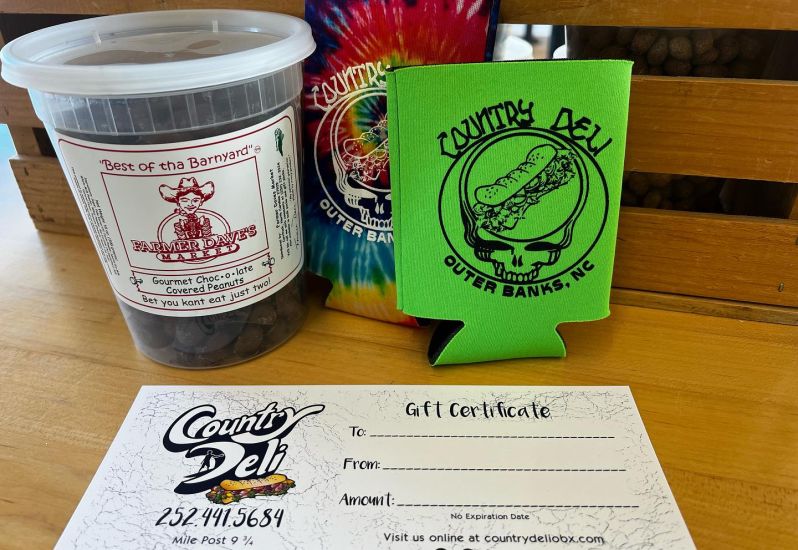 "Best of tha Barnyard"
FARMER DAVE'S
MARKET
Gourmet Choc-o-late
Covered Peanuts
Bet you kant eat just two!
COUNTRY
OUTER BANKS
COUNTRY DELI
OUTER BANKS, NC
Country
Deli
252.441.5684
Mile Post 9 ¾
Gift Certificate
To:
From:
Amount:
No Expiration Date
Visit us online at countrydeliobx.com